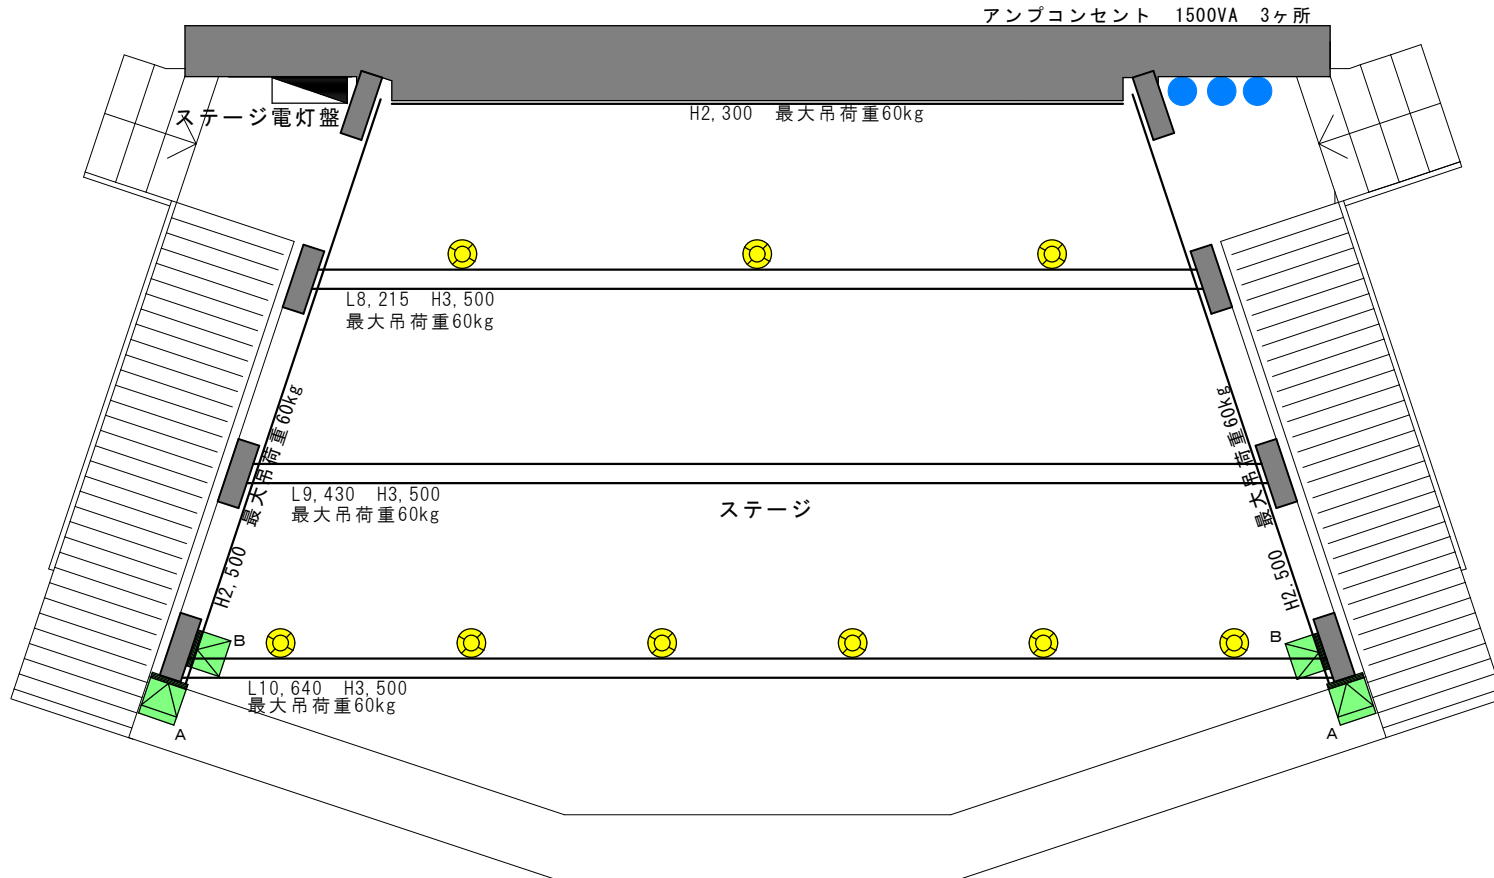 アンプコンセント 1500VA 3ヶ所
ステージ電灯盤
H2,300 最大吊荷重60kg
L8,215 H3,500
最大吊荷重60kg
H2,500 最大吊荷重60kg
H2,500 最大吊荷重60kg
L9,430 H3,500
最大吊荷重60kg
ステージ
B
B
L10,640 H3,500
最大吊荷重60kg
A
A